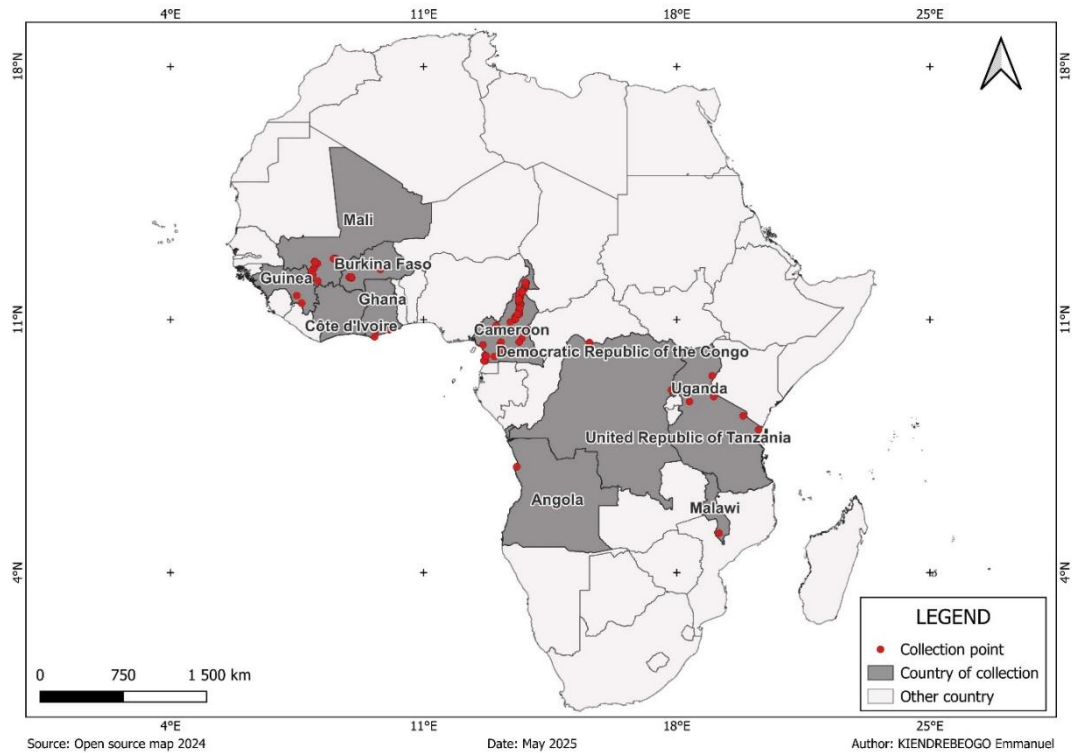 4°E 11°E 18°E 25°E
18°N 18°N
Mali
Burkina Faso
Guinea
Ghana
11°N 11°N
Côte d'Ivoire
Cameroon
Democratic Republic of the Congo
Uganda
United Republic of Tanzania
Angola
Malawi
4°N 4°N
LEGEND
Collection point
Country of collection
Other country
0 750 1 500 km
4°E 11°E 18°E 25°E
Source: Open source map 2024 Date: May 2025 Author: KIENDREBEOGO Emmanuel